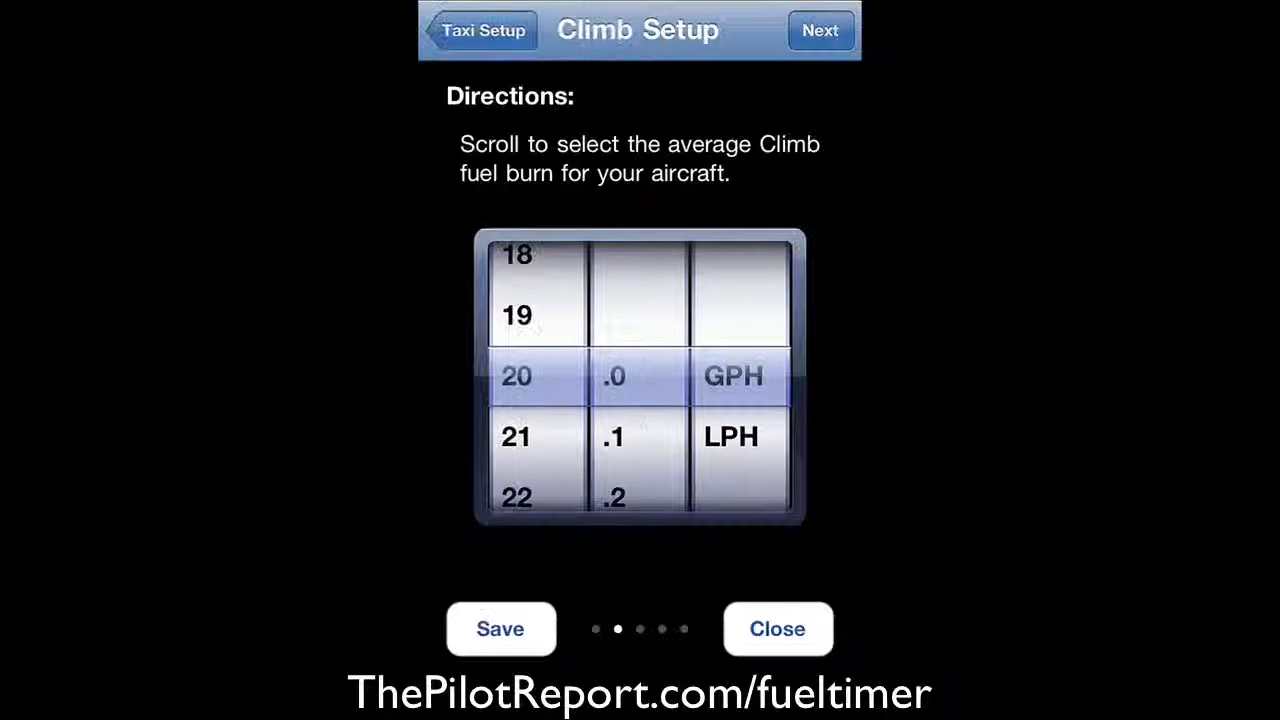 Taxi Setup Climb Setup Next
Directions:
Scroll to select the average Climb
fuel burn for your aircraft.
18
19
20 .0 GPH
21 .1 LPH
22 .2
Save Close
ThePilotReport.com/fueltimer